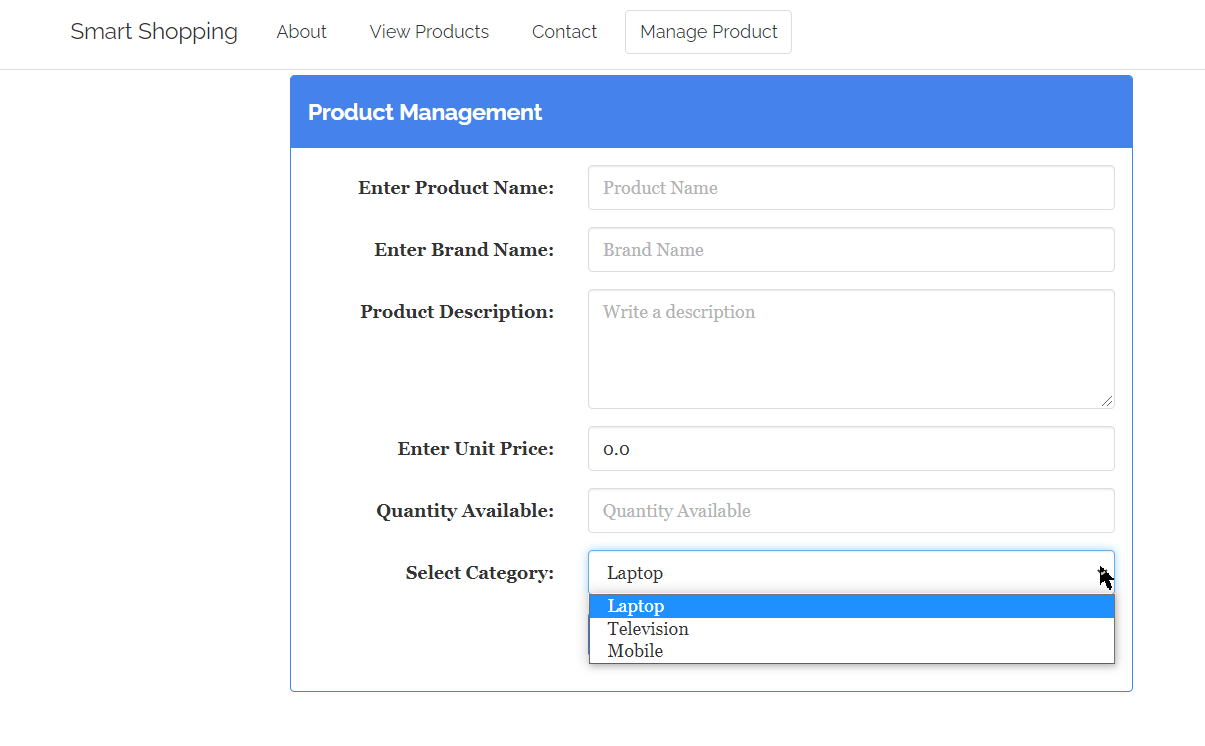 Smart Shopping About View Products Contact Manage Product
Product Management
Enter Product Name: Product Name
Enter Brand Name: Brand Name
Product Description: Write a description
Enter Unit Price: 0.0
Quantity Available: Quantity Available
Select Category: Laptop
Laptop
Television
Mobile